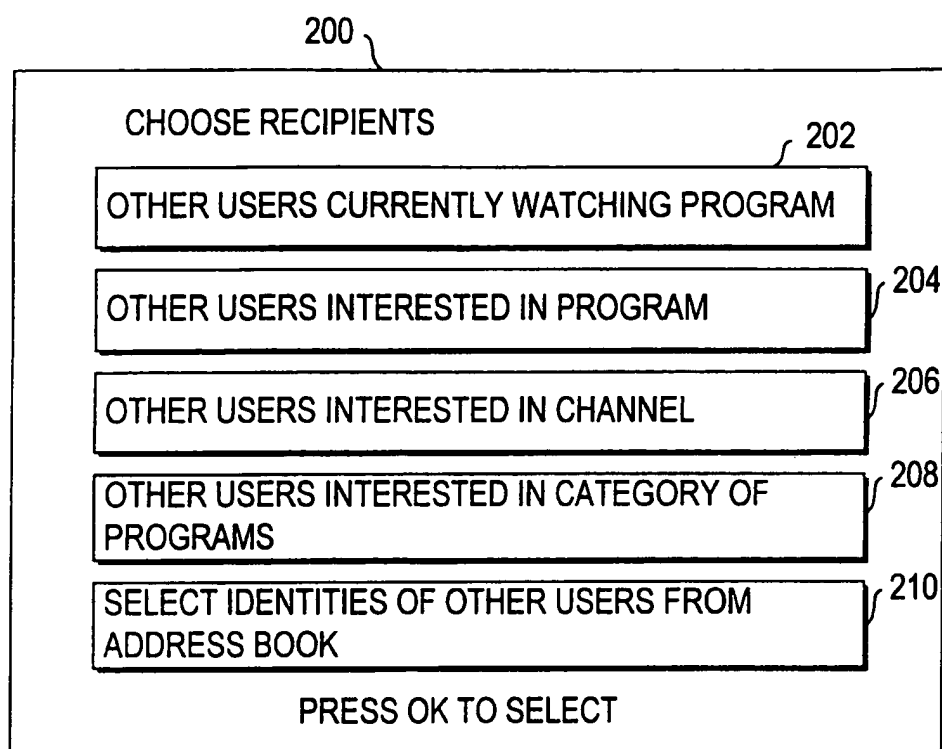 200
CHOOSE RECIPIENTS
202
OTHER USERS CURRENTLY WATCHING PROGRAM
204
OTHER USERS INTERESTED IN PROGRAM
206
OTHER USERS INTERESTED IN CHANNEL
208
OTHER USERS INTERESTED IN CATEGORY OF
PROGRAMS
210
SELECT IDENTITIES OF OTHER USERS FROM
ADDRESS BOOK
PRESS OK TO SELECT